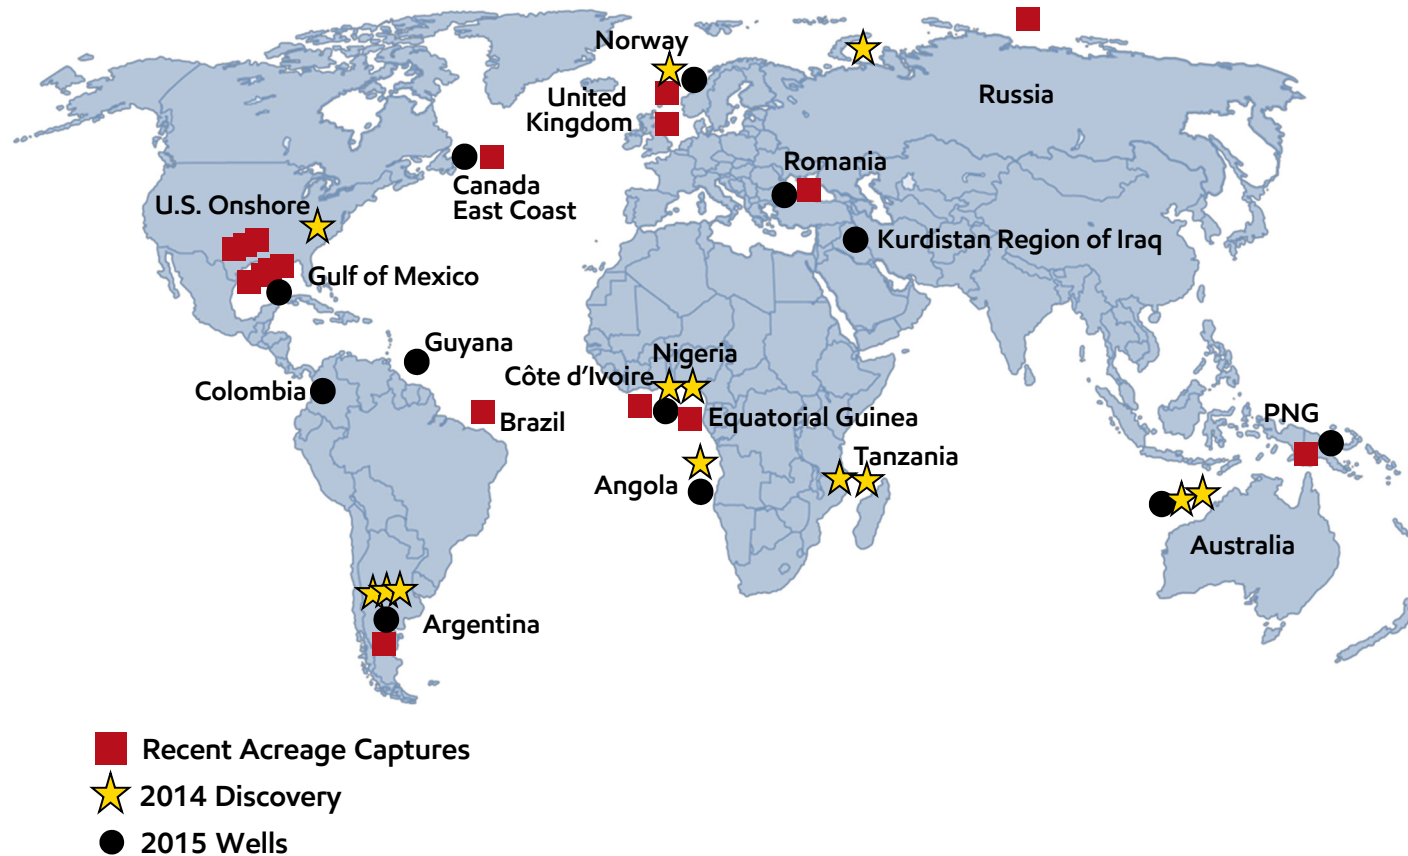 Norway
United
Kingdom
Russia
Canada
East Coast
Romania
U.S. Onshore
Kurdistan Region of Iraq
Gulf of Mexico
Guyana
Nigeria
Colombia
Côte d'Ivoire
Brazil
Equatorial Guinea
PNG
Tanzania
Angola
Australia
Argentina
Recent Acreage Captures
2014 Discovery
2015 Wells